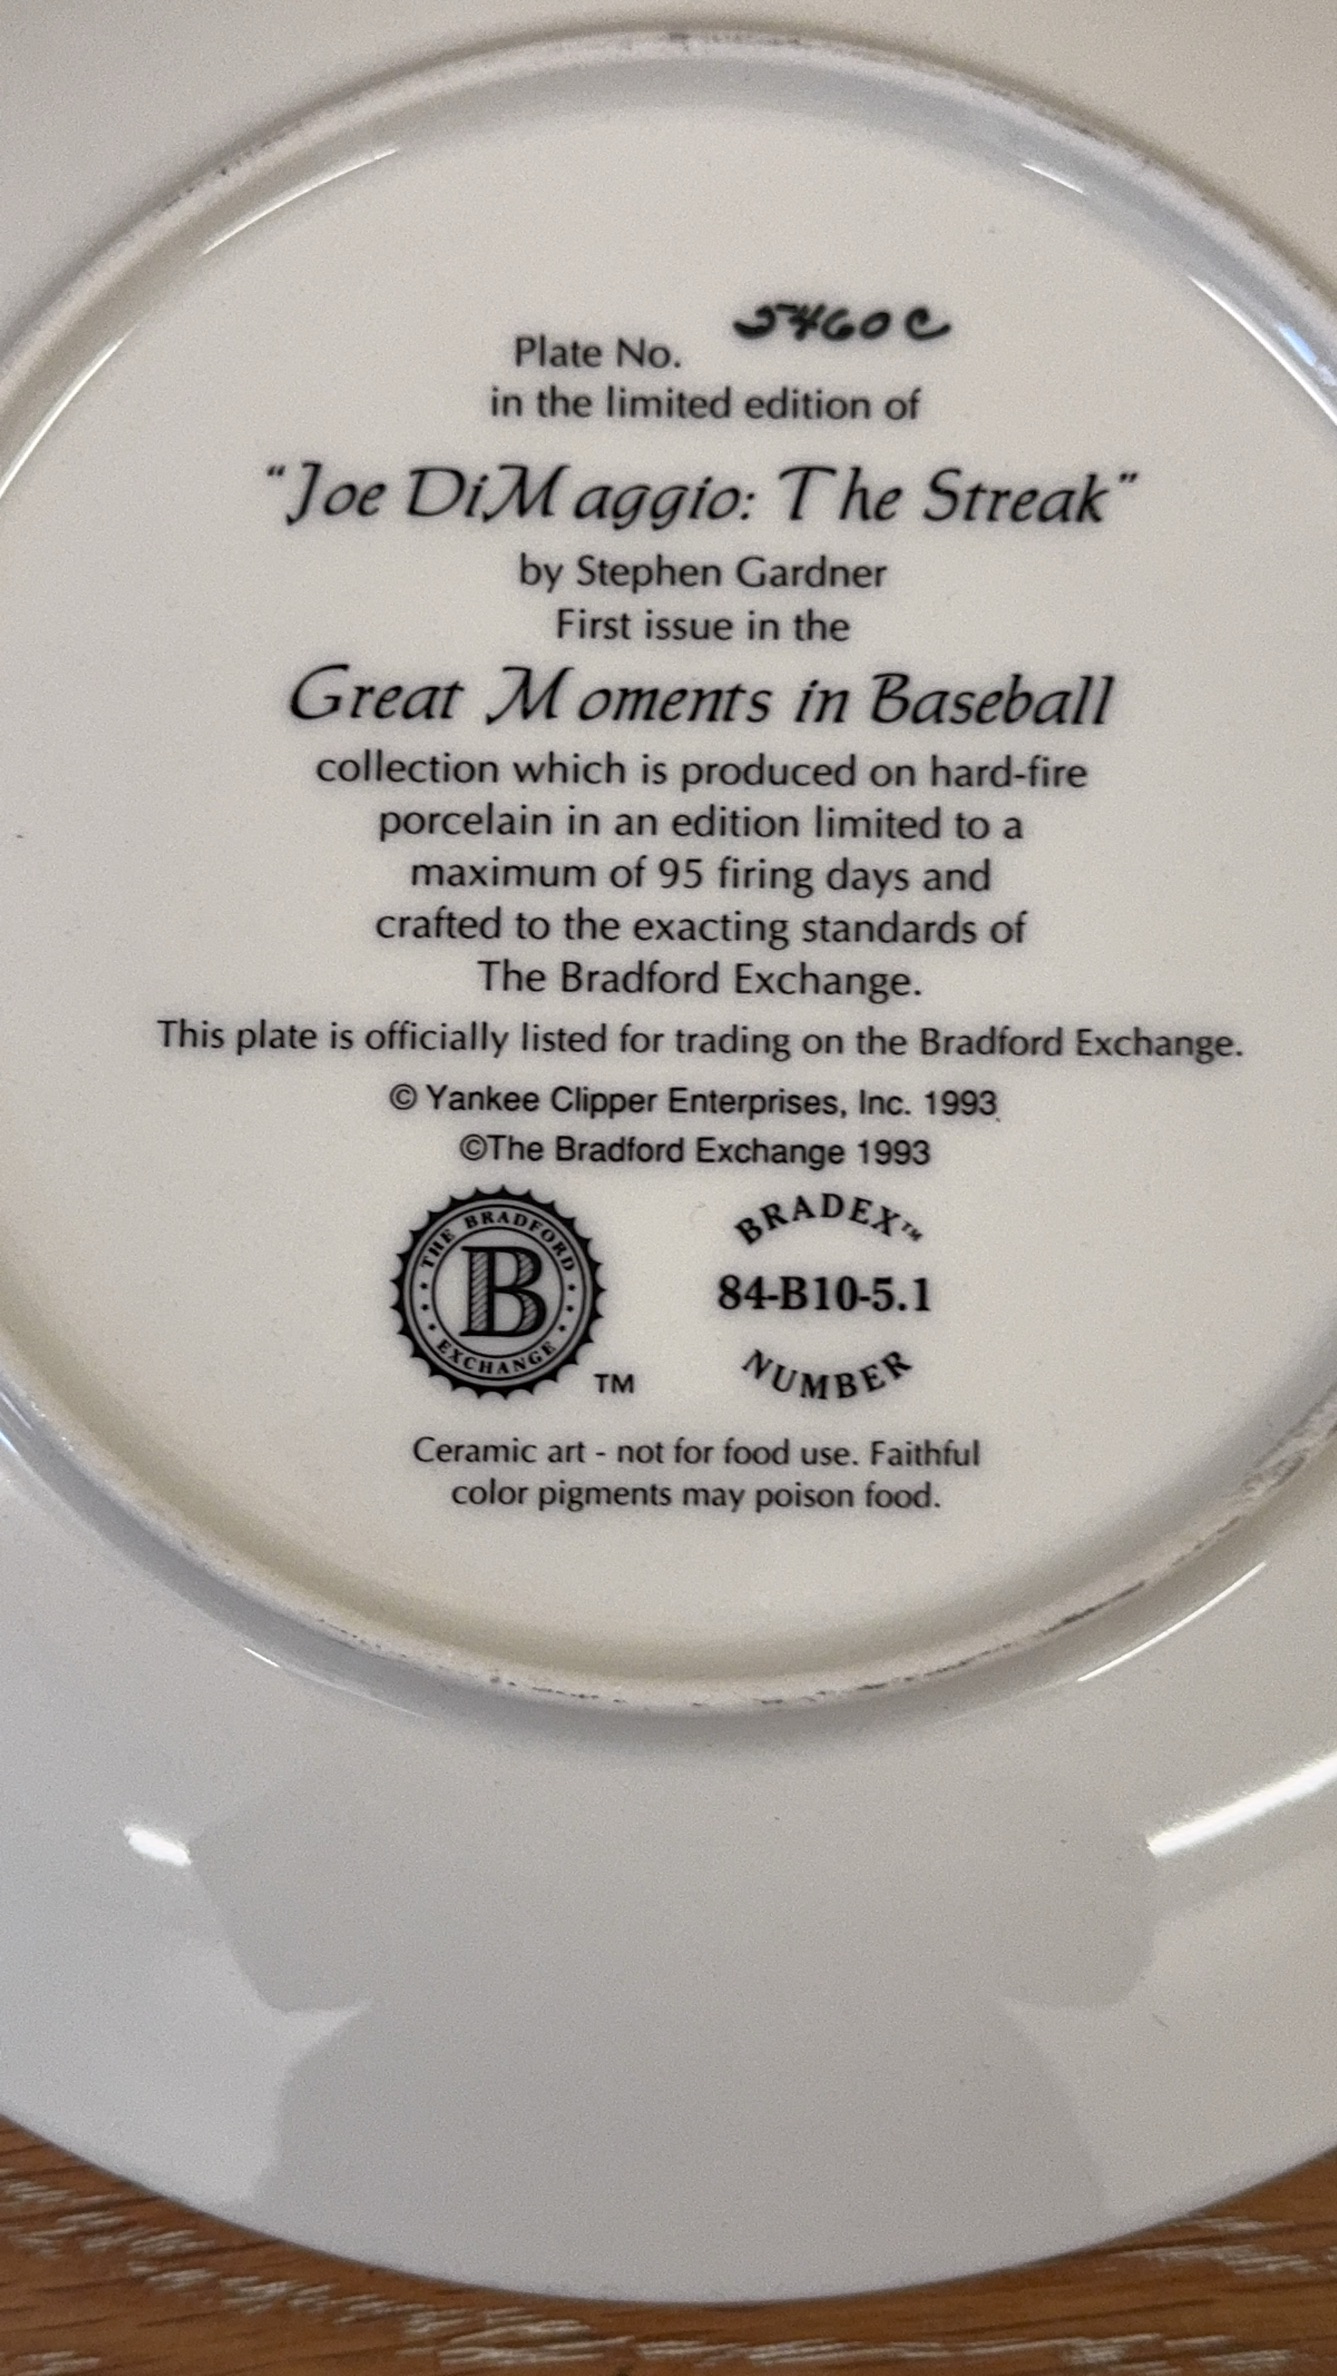 Plate No. 5460C
in the limited edition of
“Joe DiMaggio: The Streak”
by Stephen Gardner
First issue in the
Great Moments in Baseball
collection which is produced on hard-fire
porcelain in an edition limited to a
maximum of 95 firing days and
crafted to the exacting standards of
The Bradford Exchange.
This plate is officially listed for trading on the Bradford Exchange.
© Yankee Clipper Enterprises, Inc. 1993
©The Bradford Exchange 1993
THE BRADFORD
B
EXCHANGE
TM
BRADEX™
84-B10-5.1
NUMBER
Ceramic art - not for food use. Faithful
color pigments may poison food.